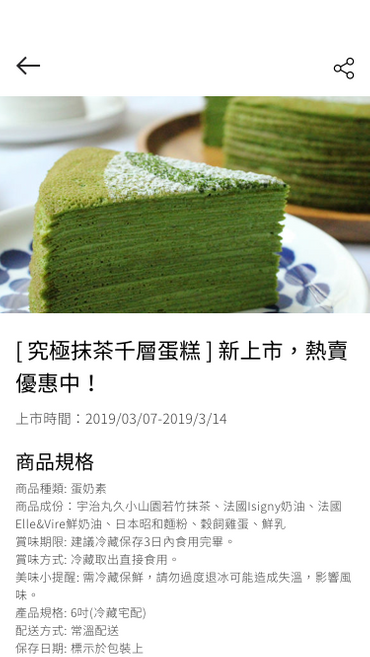 [ 究極抹茶千層蛋糕 ] 新上市，熱賣
優惠中！
上市時間：2019/03/07-2019/3/14
商品規格
商品種類: 蛋奶素
商品成份：宇治丸久小山園若竹抹茶、法國Isigny奶油、法國
Elle&Vire鮮奶油、日本昭和麵粉、穀飼雞蛋、鮮乳
賞味期限: 建議冷藏保存3日內食用完畢。
賞味方式: 冷藏取出直接食用。
美味小提醒: 需冷藏保鮮，請勿過度退冰可能造成失溫，影響風
味。
產品規格: 6吋(冷藏宅配)
配送方式: 常溫配送
保存日期: 標示於包裝上